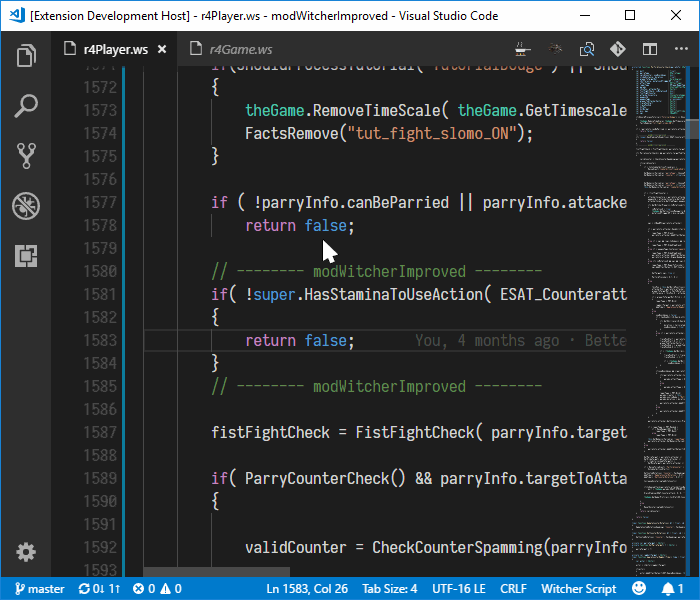 [Extension Development Host] - r4Player.ws - modWitcherImproved - Visual Studio Code
r4Player.ws
r4Game.ws
1572 {
1573 theGame.RemoveTimeScale( theGame.GetTimescale
1574 FactsRemove("tut_fight_slomo_ON");
1575 }
1576
1577 if ( !parryInfo.canBeParried || parryInfo.attacke
1578 return false;
1579
1580 // -------- modWitcherImproved --------
1581 if( !super.HasStaminaToUseAction( ESAT_Counteratt
1582 {
1583 return false; You, 4 months ago · Bette
1584 }
1585 // -------- modWitcherImproved --------
1586
1587 fistFightCheck = FistFightCheck( parryInfo.target
1588
1589 if( ParryCounterCheck() && parryInfo.targetToAtta
1590 {
1591
1592 validCounter = CheckCounterSpamming(parryInfo
1593
master 0↓ 1↑ 0 0 Ln 1583, Col 26 Tab Size: 4 UTF-16 LE CRLF Witcher Script 1